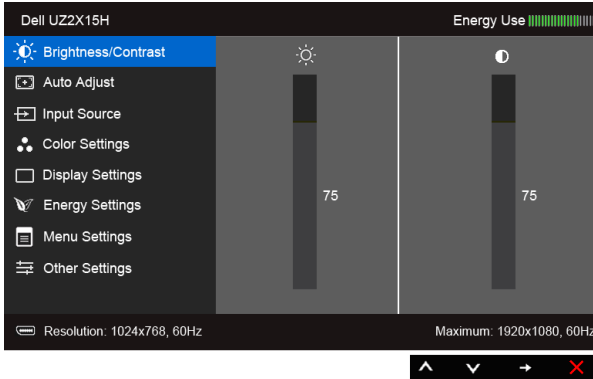 Dell UZ2X15H
Energy Use
Brightness/Contrast
Auto Adjust
Input Source
Color Settings
Display Settings
Energy Settings
Menu Settings
Other Settings
75
75
Resolution: 1024x768, 60Hz
Maximum: 1920x1080, 60Hz